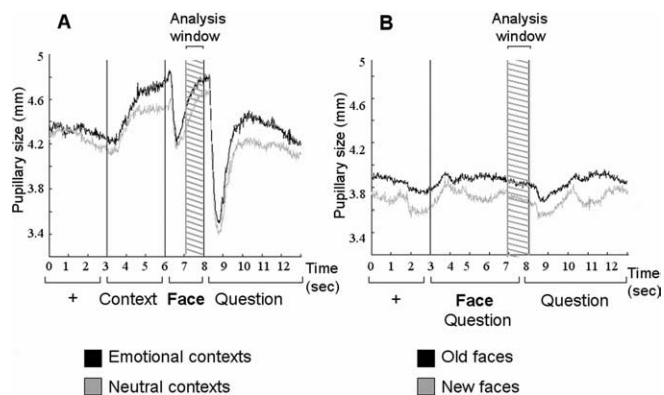 A
Analysis
window
Pupillary size (mm)
5
4.6
4.2
3.8
3.4
0 1 2 3 4 5 6 7 8 9 10 11 12
Time
(sec)
+ Context Face Question
Emotional contexts
Neutral contexts
B
Analysis
window
Pupillary size (mm)
5
4.6
4.2
3.8
3.4
0 1 2 3 4 5 6 7 8 9 10 11 12
Time
(sec)
+ Face Question
Question
Old faces
New faces